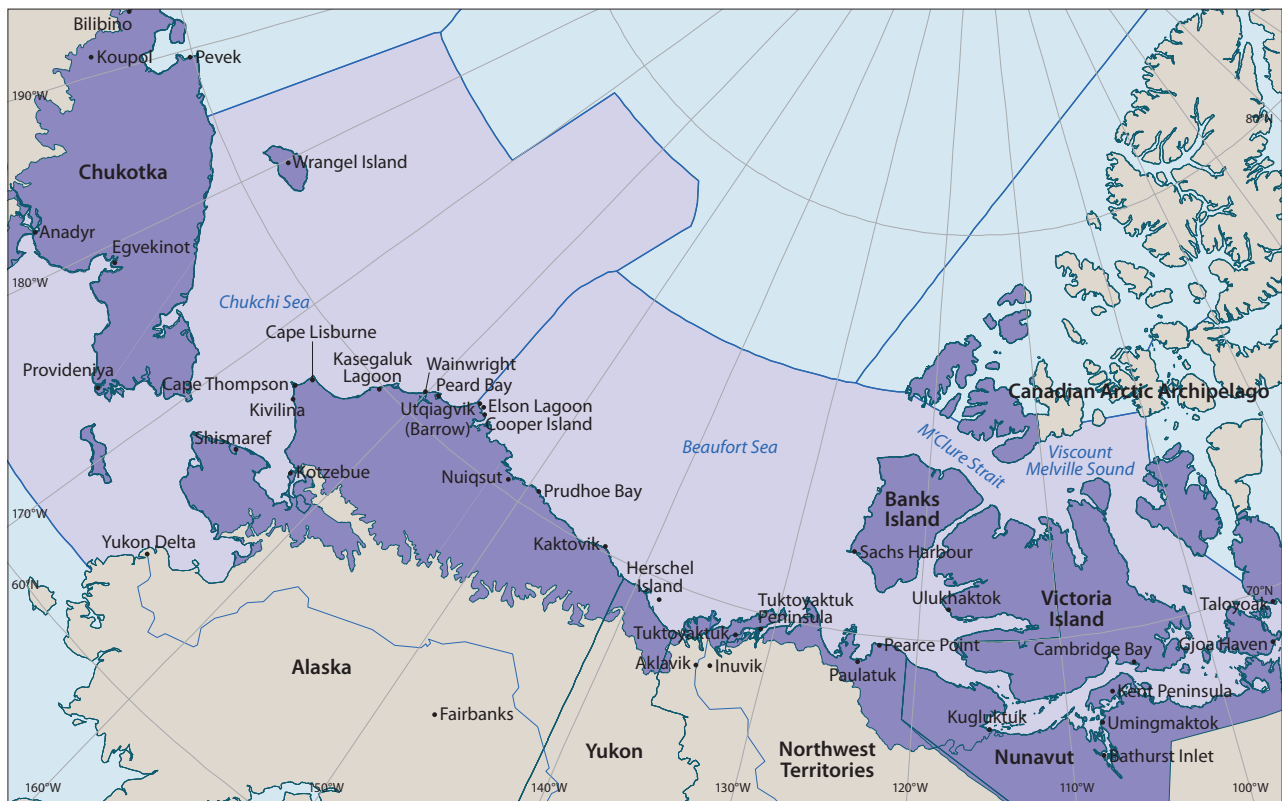 Bilibino
Koupol
Pevek
190°W
80°N
Wrangel Island
Chukotka
Anadyr
Egvekinot
180°W
Chukchi Sea
Cape Lisburne
Kasegaluk
Lagoon
Wainwright
Peard Bay
Provideniya
Cape Thompson
Kivilina
Utqiagvik
(Barrow)
Elson Lagoon
Cooper Island
Canadian Arctic Archipelago
Shismaref
Beaufort Sea
M'Clure Strait
Viscount
Melville Sound
Kotzebue
Nuiqsut
Prudhoe Bay
Banks
Island
170°W
Yukon Delta
Kaktovik
Sachs Harbour
60°N
Herschel
Island
Tuktoyaktuk
Peninsula
Ulukhaktok
Victoria
Island
70°N
Taloyoak
Tuktoyaktuk
Pearce Point
Cambridge Bay
Gjoa Haven
Alaska
Aklavik
Inuvik
Paulatuk
Kent Peninsula
Fairbanks
Kugluktuk
Umingmaktok
Yukon
Northwest
Territories
Nunavut
Bathurst Inlet
160°W
150°W
140°W
130°W
120°W
110°W
100°W